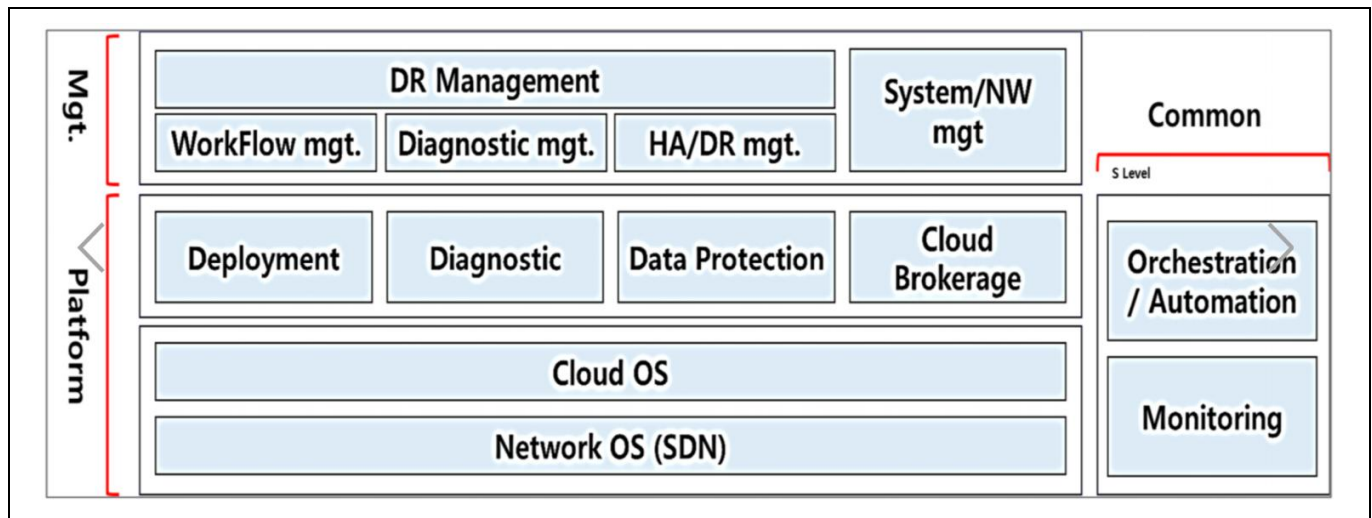 Mgt.
DR Management
WorkFlow mgt.
Diagnostic mgt.
HA/DR mgt.
System/NW
mgt
Common
S Level
Platform
Deployment
Diagnostic
Data Protection
Cloud
Brokerage
Cloud OS
Network OS (SDN)
Orchestration
/ Automation
Monitoring